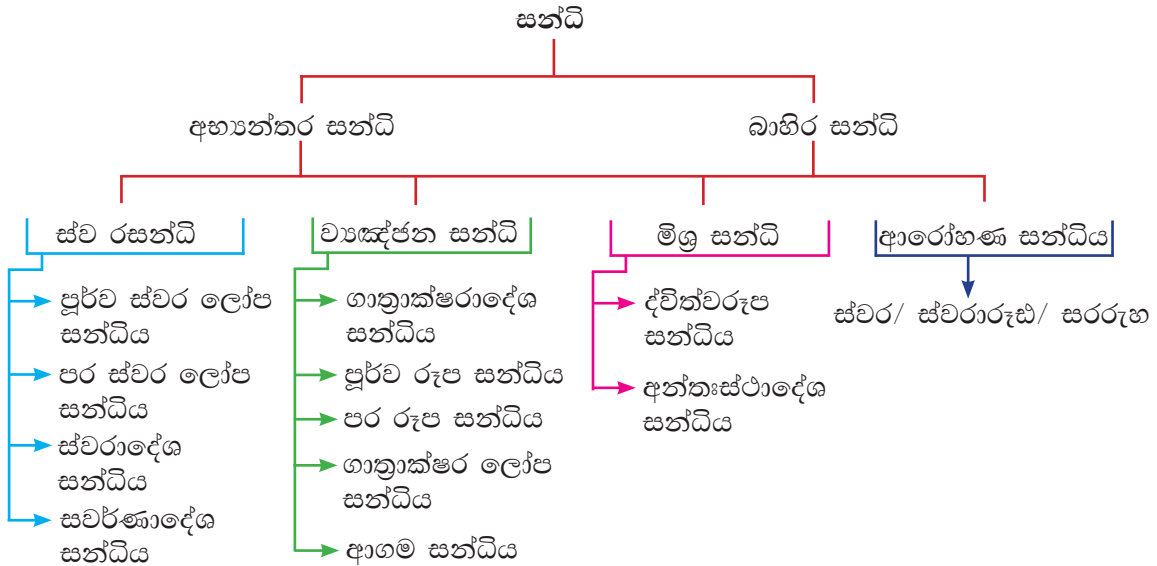 සන්ධි
අභ්‍යන්තර සන්ධි
බාහිර සන්ධි
ස්ව රසන්ධි
පූර්ව ස්වර ලෝප
සන්ධිය
පර ස්වර ලෝප
සන්ධිය
ස්වරාදේශ
සන්ධිය
සවර්ණාදේශ
සන්ධිය
ව්‍යඤ්ජන සන්ධි
ගාත්‍රාක්ෂරාදේශ
සන්ධිය
පූර්ව රූප සන්ධිය
පර රූප සන්ධිය
ගාත්‍රාක්ෂර ලෝප
සන්ධිය
ආගම සන්ධිය
මිශ්‍ර සන්ධි
ද්විත්වරූප
සන්ධිය
අන්තඃස්ථාදේශ
සන්ධිය
ආරෝහණ සන්ධිය
ස්වර/ ස්වරාරූඪ/ සරරුහ